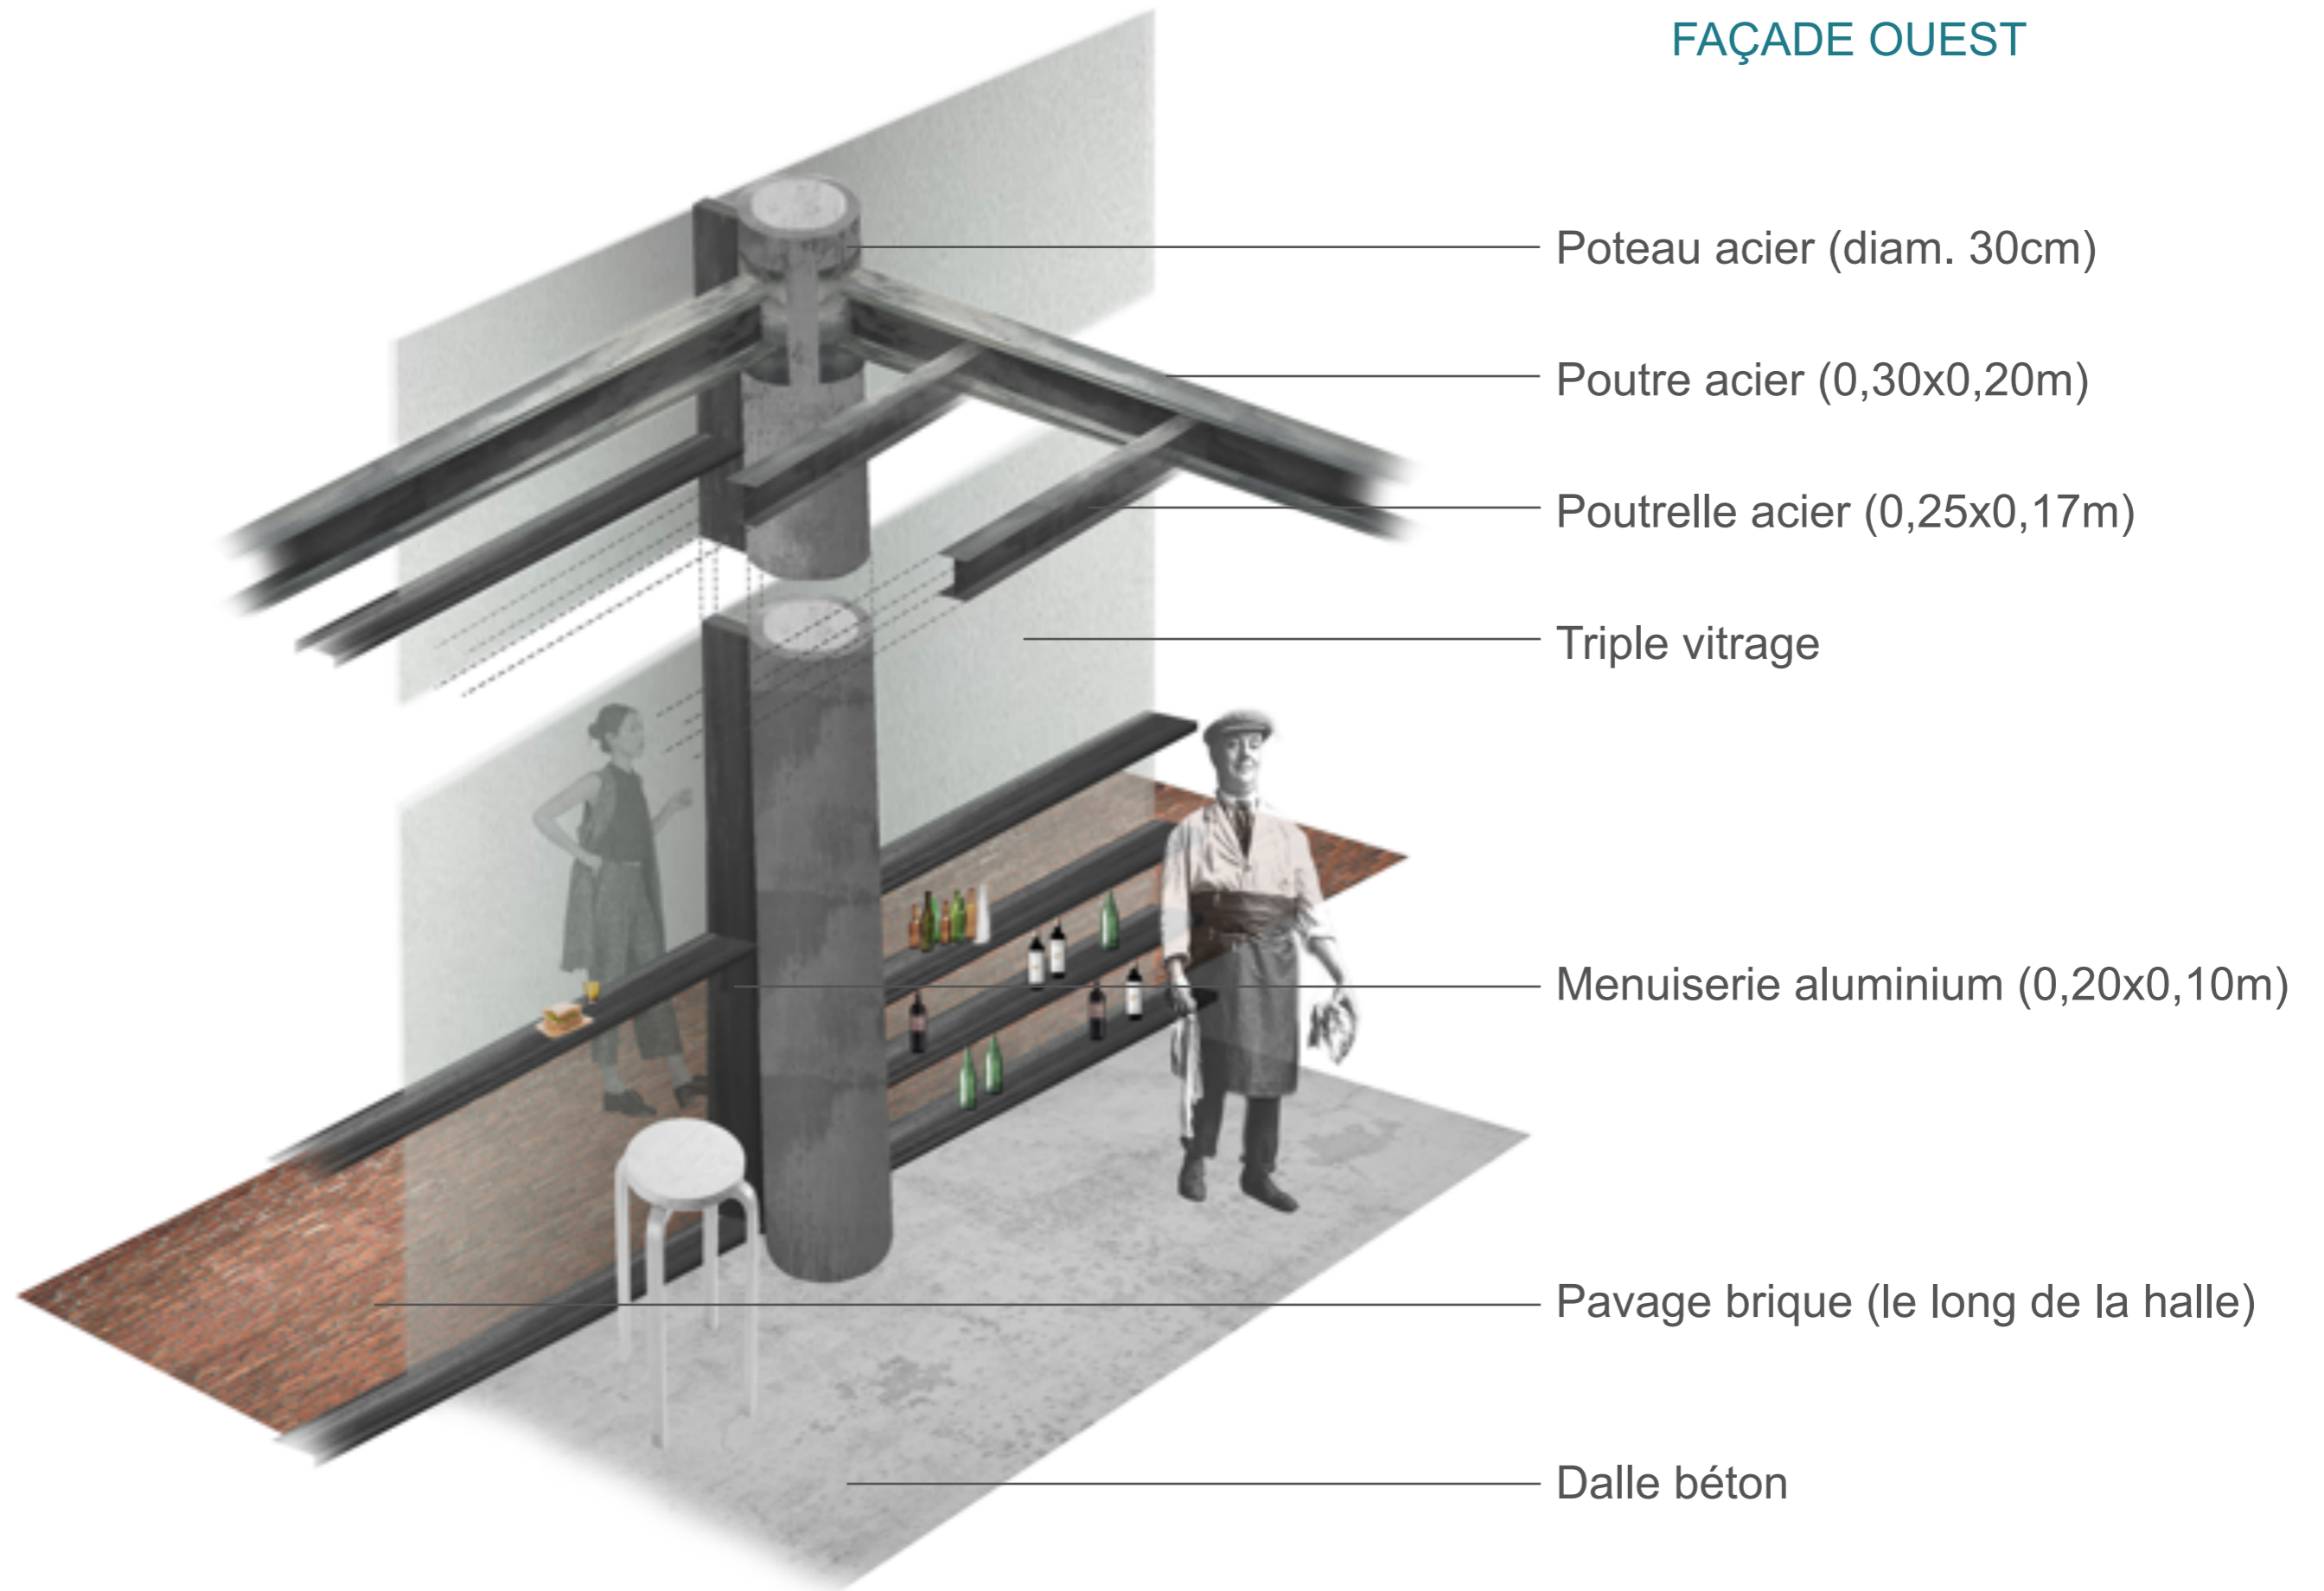 FAÇADE OUEST
Poteau acier (diam. 30cm)
Poutre acier (0,30x0,20m)
Poutrelle acier (0,25x0,17m)
Triple vitrage
Menuiserie aluminium (0,20x0,10m)
Pavage brique (le long de la halle)
Dalle béton